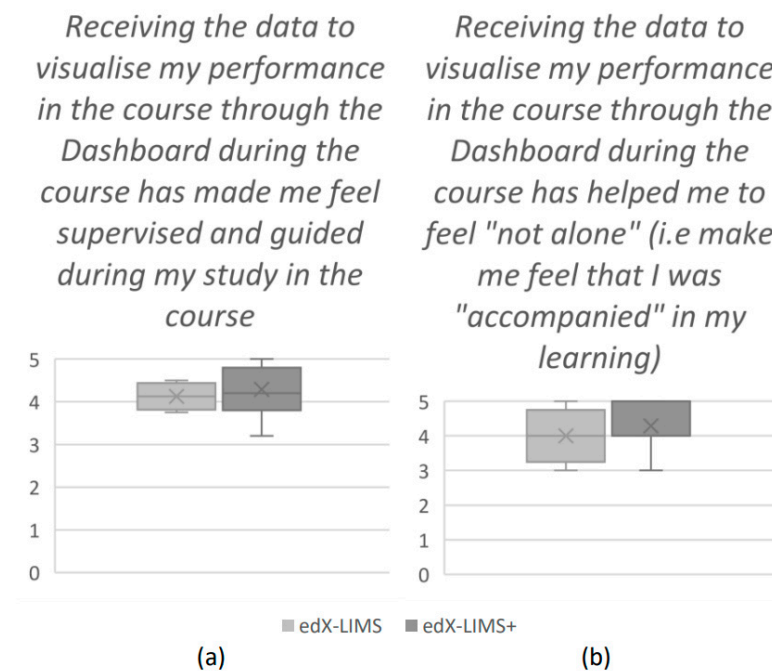 Receiving the data to
visualise my performance
in the course through the
Dashboard during the
course has made me feel
supervised and guided
during my study in the
course
5
4
3
2
1
0
Receiving the data to
visualise my performance
in the course through the
Dashboard during the
course has helped me to
feel "not alone" (i.e make
me feel that I was
"accompanied" in my
learning)
5
4
3
2
1
0
edX-LIMS edX-LIMS+
(a) (b)